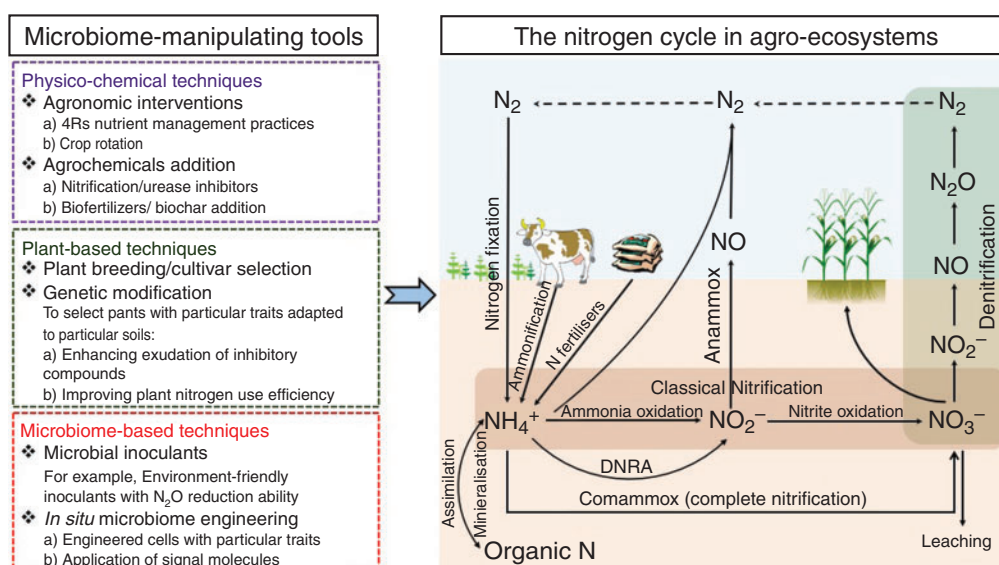 Microbiome-manipulating tools
Physico-chemical techniques
❖ Agronomic interventions
a) 4Rs nutrient management practices
b) Crop rotation
❖ Agrochemicals addition
a) Nitrification/urease inhibitors
b) Biofertilizers/ biochar addition
Plant-based techniques
❖ Plant breeding/cultivar selection
❖ Genetic modification
To select pants with particular traits adapted
to particular soils:
a) Enhancing exudation of inhibitory
compounds
b) Improving plant nitrogen use efficiency
Microbiome-based techniques
❖ Microbial inoculants
For example, Environment-friendly
inoculants with N₂O reduction ability
❖ In situ microbiome engineering
a) Engineered cells with particular traits
b) Application of signal molecules
The nitrogen cycle in agro-ecosystems
N₂
N₂
N₂
N₂O
NO
NO
NO₂⁻
Denitrification
Nitrogen fixation
Ammonification
N fertilisers
Anammox
Classical Nitrification
NH₄⁺
Ammonia oxidation
NO₂⁻
Nitrite oxidation
NO₃⁻
DNRA
Comammox (complete nitrification)
Assimilation
Minieralisation
Organic N
Leaching